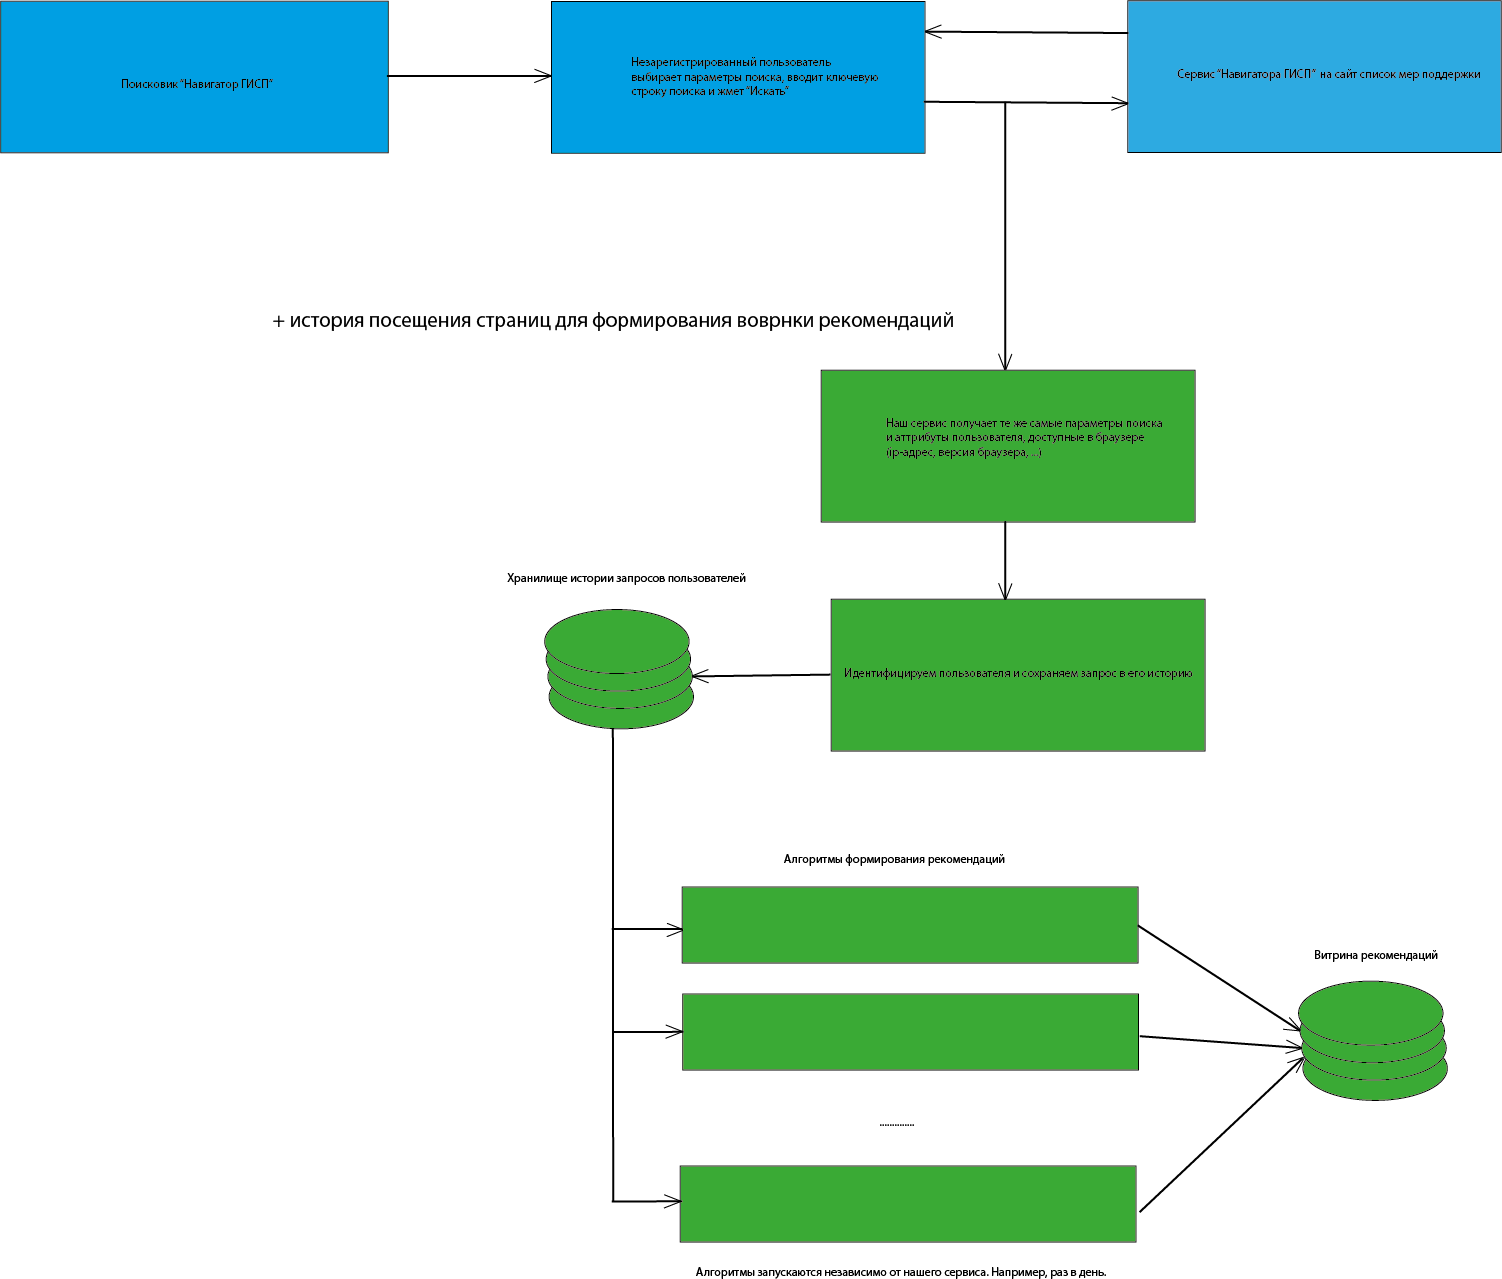 Поисковик "Навигатор ГИСП"
Незарегистрированный пользователь
выбирает параметры поиска, вводит ключевую
строку поиска и жмет "Искать"
Сервис "Навигатора ГИСП" на сайт список мер поддержки
+ история посещения страниц для формирования воврнки рекомендаций
Наш сервис получает те же самые параметры поиска
и аттрибуты пользователя, доступные в браузере
(ip-адрес, версия браузера, ...)
Хранилище истории запросов пользователей
Идентифицируем пользователя и сохраняем запрос в его историю
Алгоритмы формирования рекомендаций
Витрина рекомендаций
..............
Алгоритмы запускаются независимо от нашего сервиса. Например, раз в день.